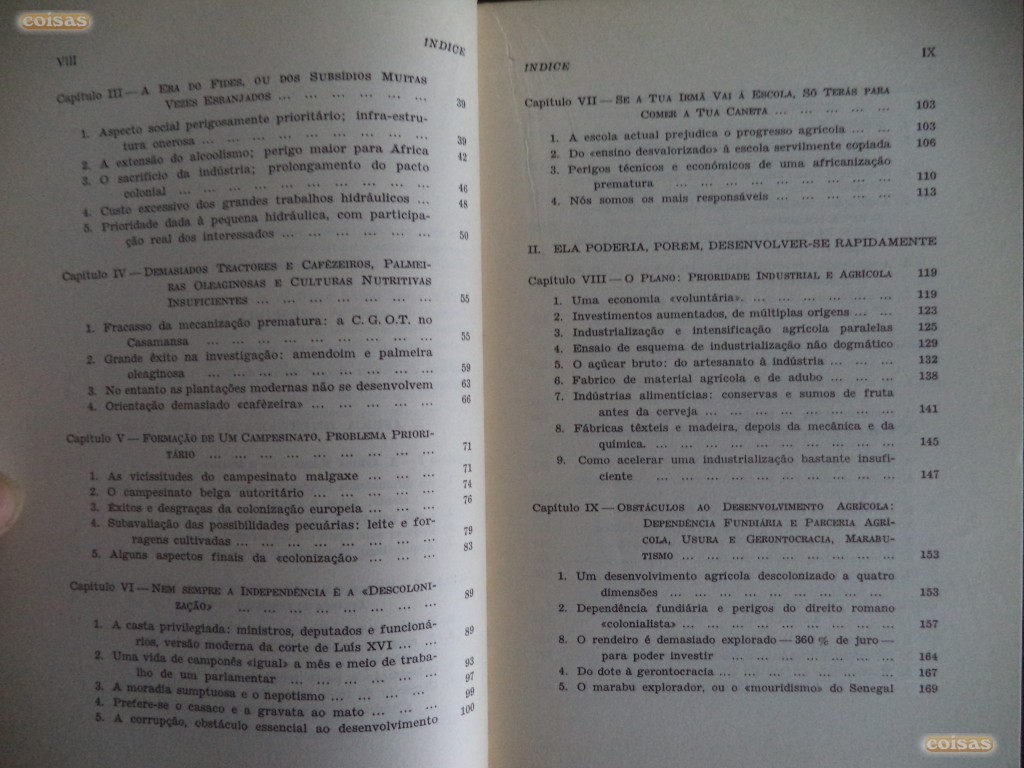 coisas
VIII
INDICE
Capítulo III — A Era do Fides, ou dos Subsídios Muitas
Vezes Esbanjados ... ... ... ... ... ... ... 39
1. Aspecto social perigosamente prioritário; infra-estru-
tura onerosa ... ... ... ... ... ... ... ... 39
2. A extensão do alcoolismo; perigo maior para África 42
3. O sacrifício da indústria; prolongamento do pacto
colonial ... ... ... ... ... ... ... ... ... 46
4. Custo excessivo dos grandes trabalhos hidráulicos ... ... 48
5. Prioridade dada à pequena hidráulica, com participa-
ção real dos interessados ... ... ... ... ... ... 50
Capítulo IV — Demasiados Tractores e Cafèzeiros, Palmei-
ras Oleaginosas e Culturas Nutritivas
Insuficientes ... ... ... ... ... ... ... 55
1. Fracasso da mecanização prematura: a C. G. O. T. no
Casamansa ... ... ... ... ... ... ... ... 55
2. Grande êxito na investigação: amendoim e palmeira
oleaginosa ... ... ... ... ... ... ... ... 59
3. No entanto as plantações modernas não se desenvolvem 63
4. Orientação demasiado «cafèzeira» ... ... ... ... ... 66
Capítulo V — Formação de Um Campesinato, Problema Priori-
tário ... ... ... ... ... ... ... ... ... 71
1. As vicissitudes do campesinato malgaxe ... ... ... 71
2. O campesinato belga autoritário ... ... ... ... ... 74
3. Êxitos e desgraças da colonização europeia ... ... ... 76
4. Subavaliação das possibilidades pecuárias: leite e for-
ragens cultivadas ... ... ... ... ... ... ... ... 79
5. Alguns aspectos finais da «colonização» ... ... ... 83
Capítulo VI — Nem sempre a Independência é a «Descoloni-
zação» ... ... ... ... ... ... ... ... 89
1. A casta privilegiada: ministros, deputados e funcioná-
rios, versão moderna da corte de Luís XVI ... ... ... 89
2. Uma vida de camponês «igual» a mês e meio de traba-
lho de um parlamentar ... ... ... ... ... ... 93
3. A moradia sumptuosa e o nepotismo ... ... ... ... 97
4. Prefere-se o casaco e a gravata ao mato ... ... ... 99
5. A corrupção, obstáculo essencial ao desenvolvimento 100
INDICE
IX
Capítulo VII — Se a Tua Irmã Vai à Escola, Só Terás para
Comer a Tua Caneta ... ... ... ... ... 103
1. A escola actual prejudica o progresso agrícola ... ... 103
2. Do «ensino desvalorizado» à escola servilmente copiada 106
3. Perigos técnicos e económicos de uma africanização
prematura ... ... ... ... ... ... ... ... 110
4. Nós somos os mais responsáveis ... ... ... ... ... 113
II. ELA PODERIA, POREM, DESENVOLVER-SE RAPIDAMENTE
Capítulo VIII — O Plano: Prioridade Industrial e Agrícola 119
1. Uma economia «voluntária». ... ... ... ... ... ... 119
2. Investimentos aumentados, de múltiplas origens ... ... 123
3. Industrialização e intensificação agrícola paralelas 125
4. Ensaio de esquema de industrialização não dogmático 129
5. O açúcar bruto: do artesanato à indústria ... ... ... 132
6. Fabrico de material agrícola e de adubo ... ... ... 138
7. Indústrias alimentícias: conservas e sumos de fruta
antes da cerveja ... ... ... ... ... ... ... 141
8. Fábricas têxteis e madeira, depois da mecânica e da
química. ... ... ... ... ... ... ... ... ... 145
9. Como acelerar uma industrialização bastante insufi-
ciente ... ... ... ... ... ... ... ... ... 147
Capítulo IX — Obstáculos ao Desenvolvimento Agrícola:
Dependência Fundiária e Parceria Agrí-
cola, Usura e Gerontocracia, Marabu-
tismo ... ... ... ... ... ... ... ... ... 153
1. Um desenvolvimento agrícola descolonizado a quatro
dimensões ... ... ... ... ... ... ... ... ... 153
2. Dependência fundiária e perigos do direito romano
«colonialista» ... ... ... ... ... ... ... ... 157
8. O rendeiro é demasiado explorado — 360 % de juro —
para poder investir ... ... ... ... ... ... ... 164
4. Do dote à gerontocracia ... ... ... ... ... ... ... 167
5. O marabu explorador, ou o «mouridismo» do Senegal 169
coisas